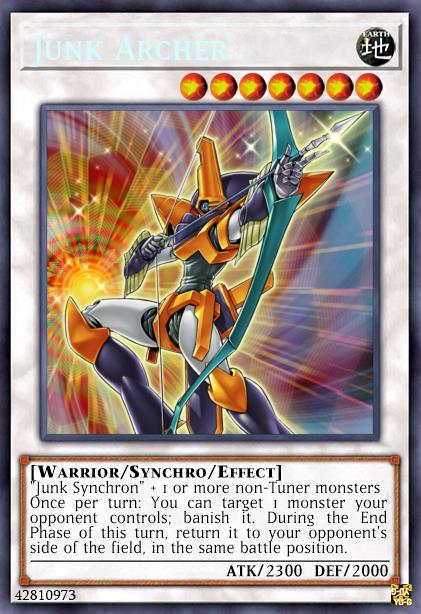 Junk Archer
EARTH
地
[Warrior/Synchro/Effect]
"Junk Synchron" + 1 or more non-Tuner monsters
Once per turn: You can target 1 monster your
opponent controls; banish it. During the End
Phase of this turn, return it to your opponent's
side of the field, in the same battle position.
ATK/2300 DEF/2000
42810973